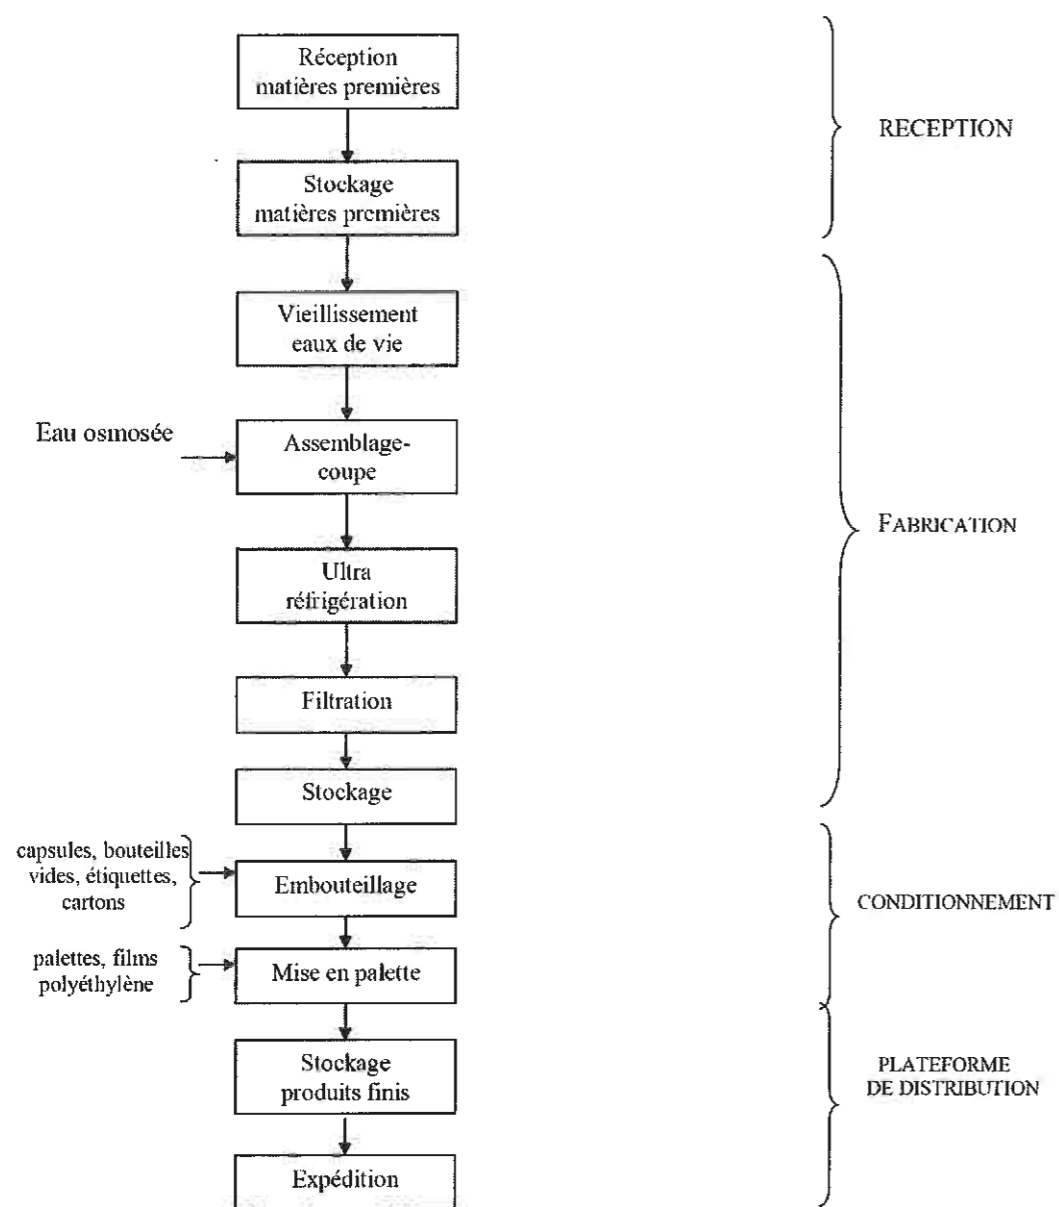 Réception
matières premières
RECEPTION
Stockage
matières premières
Vieillissement
eaux de vie
Eau osmosée
Assemblage-
coupe
FABRICATION
Ultra
réfrigération
Filtration
Stockage
capsules, bouteilles
vides, étiquettes,
cartons
Embouteillage
CONDITIONNEMENT
palettes, films
polyéthylène
Mise en palette
Stockage
produits finis
PLATEFORME
DE DISTRIBUTION
Expédition